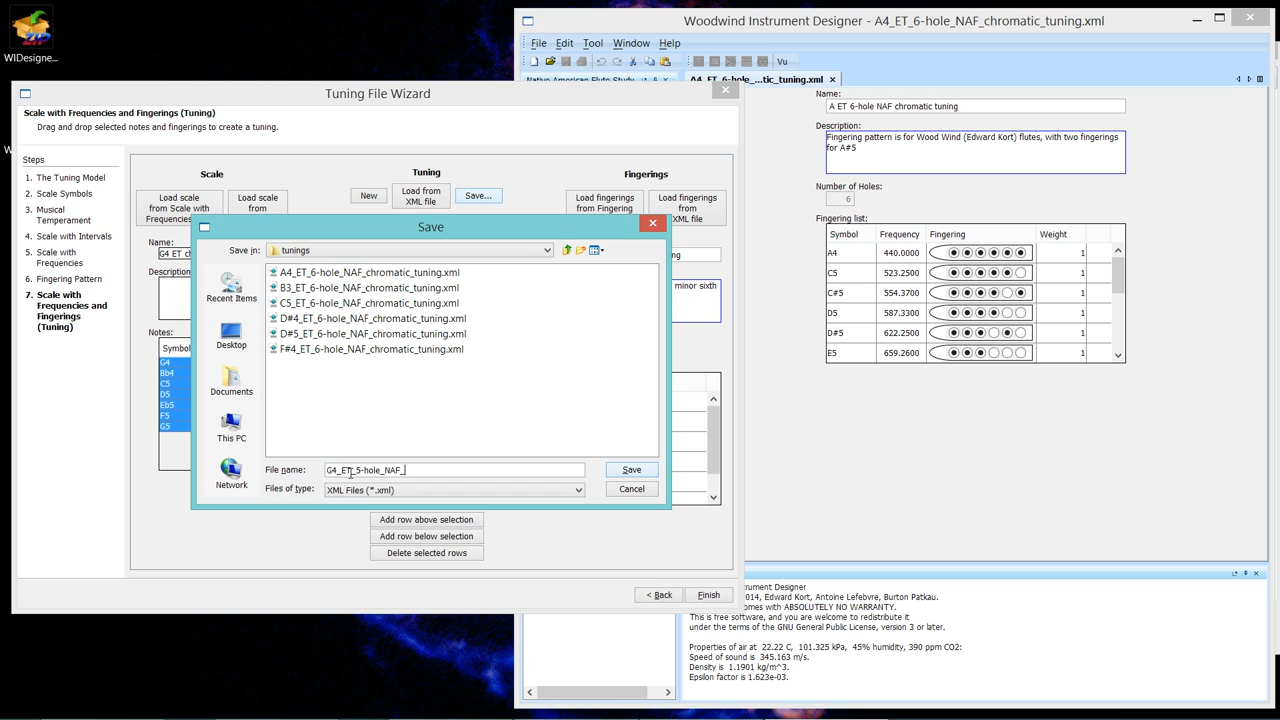 WIDesigne...
Woodwind Instrument Designer - A4_ET_6-hole_NAF_chromatic_tuning.xml
File Edit Tool Window Help
Vu
Native American Flute Study
A4_ET_6-hole_...tic_tuning.xml
Name:
A ET 6-hole NAF chromatic tuning
Description:
Fingering pattern is for Wood Wind (Edward Kort) flutes, with two fingerings
for A#5
Number of Holes:
6
Fingering list:
Symbol Frequency Fingering Weight
A4 440.0000 1
C5 523.2500 1
C#5 554.3700 1
D5 587.3300 1
D#5 622.2500 1
E5 659.2600 1
Tuning File Wizard
Scale with Frequencies and Fingerings (Tuning)
Drag and drop selected notes and fingerings to create a tuning.
Steps
1. The Tuning Model
2. Scale Symbols
3. Musical
Temperament
4. Scale with Intervals
5. Scale with
Frequencies
6. Fingering Pattern
7. Scale with
Frequencies and
Fingerings
(Tuning)
Scale
Load scale
from Scale with
Frequencies
Load scale
from
Tuning
New
Load from
XML file
Save...
Fingerings
Load fingerings
from Fingering
Load fingerings
XML file
Name:
G4 ET c
ng
Description
minor sixth
Notes:
Symbol
G4
Bb4
C5
D5
Eb5
F5
G5
Save
Save in:
tunings
Recent Items
Desktop
Documents
This PC
Network
A4_ET_6-hole_NAF_chromatic_tuning.xml
B3_ET_6-hole_NAF_chromatic_tuning.xml
C5_ET_6-hole_NAF_chromatic_tuning.xml
D#4_ET_6-hole_NAF_chromatic_tuning.xml
D#5_ET_6-hole_NAF_chromatic_tuning.xml
F#4_ET_6-hole_NAF_chromatic_tuning.xml
File name:
G4_ET_5-hole_NAF_
Save
Files of type:
XML Files (*.xml)
Cancel
Add row above selection
Add row below selection
Delete selected rows
< Back
Finish
strument Designer
014, Edward Kort, Antoine Lefebvre, Burton Patkau.
omes with ABSOLUTELY NO WARRANTY.
This is free software, and you are welcome to redistribute it
under the terms of the GNU General Public License, version 3 or later.
Properties of air at 22.22 C, 101.325 kPa, 45% humidity, 390 ppm CO2:
Speed of sound is 345.163 m/s.
Density is 1.1901 kg/m^3.
Epsilon factor is 1.623e-03.